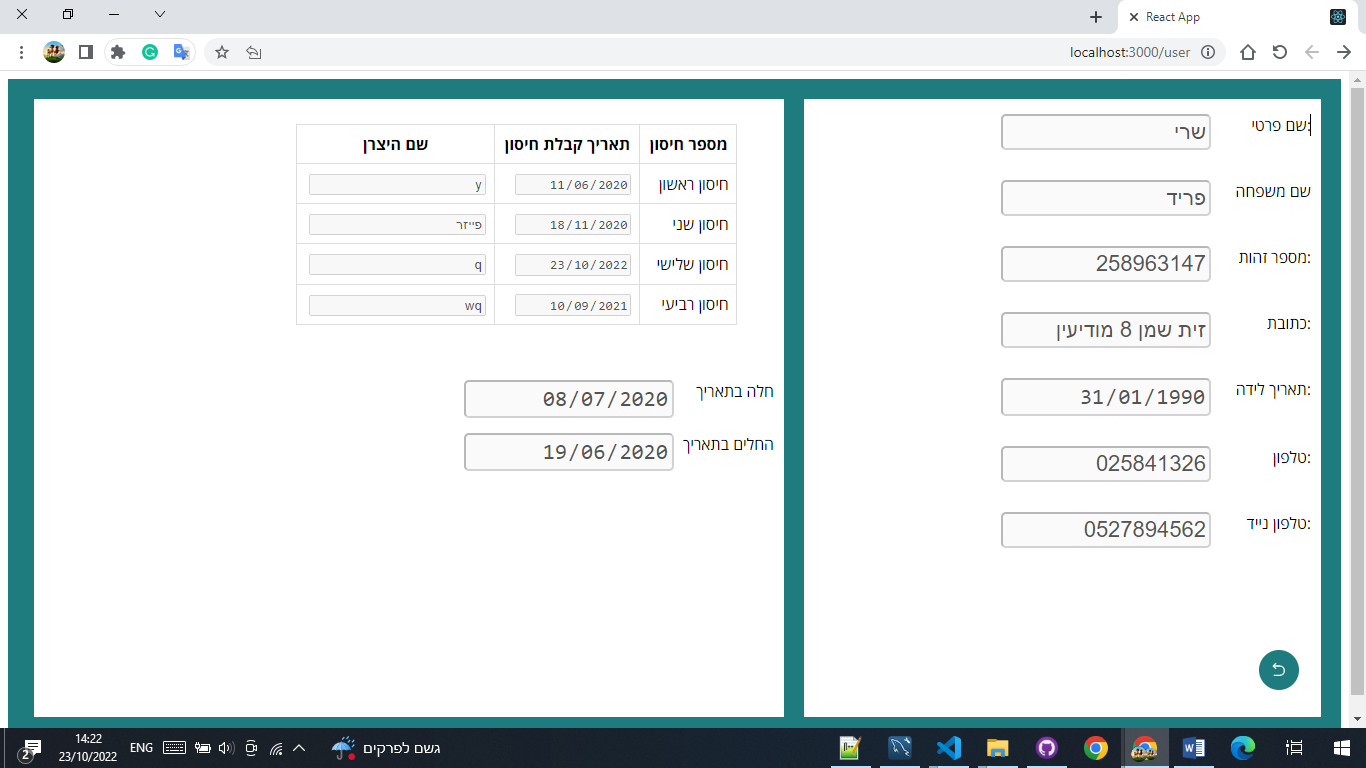 React App
localhost:3000/user
שם פרטי:
שרי
שם משפחה
פריד
מספר זהות:
258963147
כתובת:
זית שמן 8 מודיעין
תאריך לידה:
31/01/1990
טלפון:
025841326
טלפון נייד:
0527894562
מספר חיסון תאריך קבלת חיסון שם היצרן
חיסון ראשון 11/06/2020 y
חיסון שני 18/11/2020 פייזר
חיסון שלישי 23/10/2022 q
חיסון רביעי 10/09/2021 wq
חלה בתאריך 08/07/2020
החלים בתאריך 19/06/2020
גשם לפרקים
ENG
14:22
23/10/2022
2